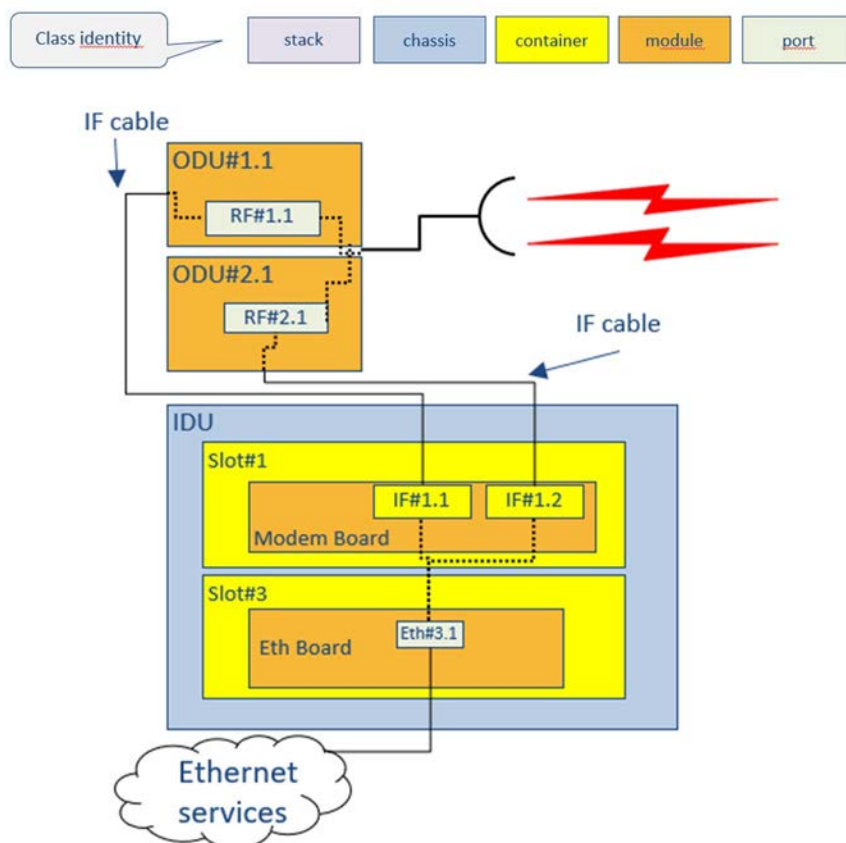 Class identity
stack
chassis
container
module
port
IF cable
ODU#1.1
RF#1.1
ODU#2.1
RF#2.1
IF cable
IDU
Slot#1
IF#1.1
IF#1.2
Modem Board
Slot#3
Eth#3.1
Eth Board
Ethernet
services